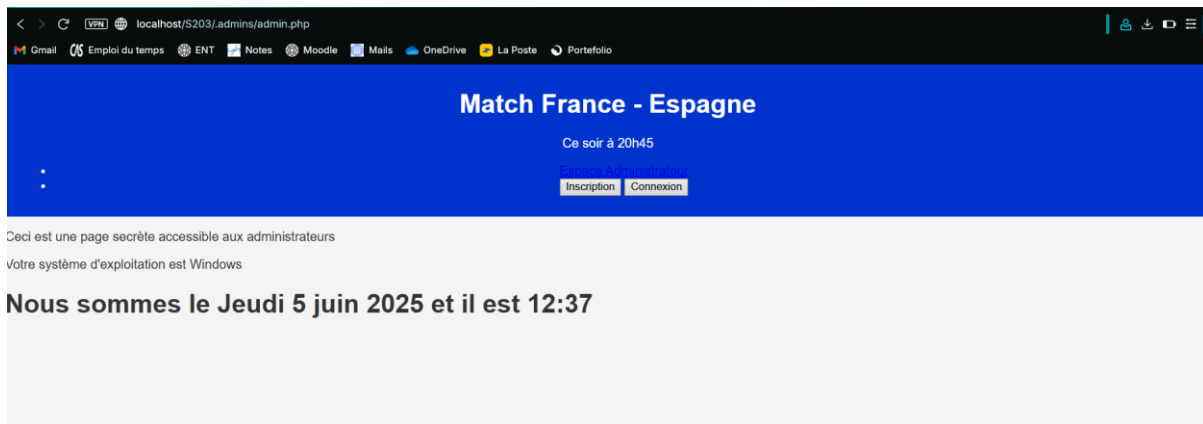 VPN localhost/S203/.admins/admin.php
Gmail Emploi du temps ENT Notes Moodle Mails OneDrive La Poste Portefolio
Match France - Espagne
Ce soir à 20h45
Espace Administrateur
Inscription Connexion
Ceci est une page secrète accessible aux administrateurs
Votre système d'exploitation est Windows
Nous sommes le Jeudi 5 juin 2025 et il est 12:37